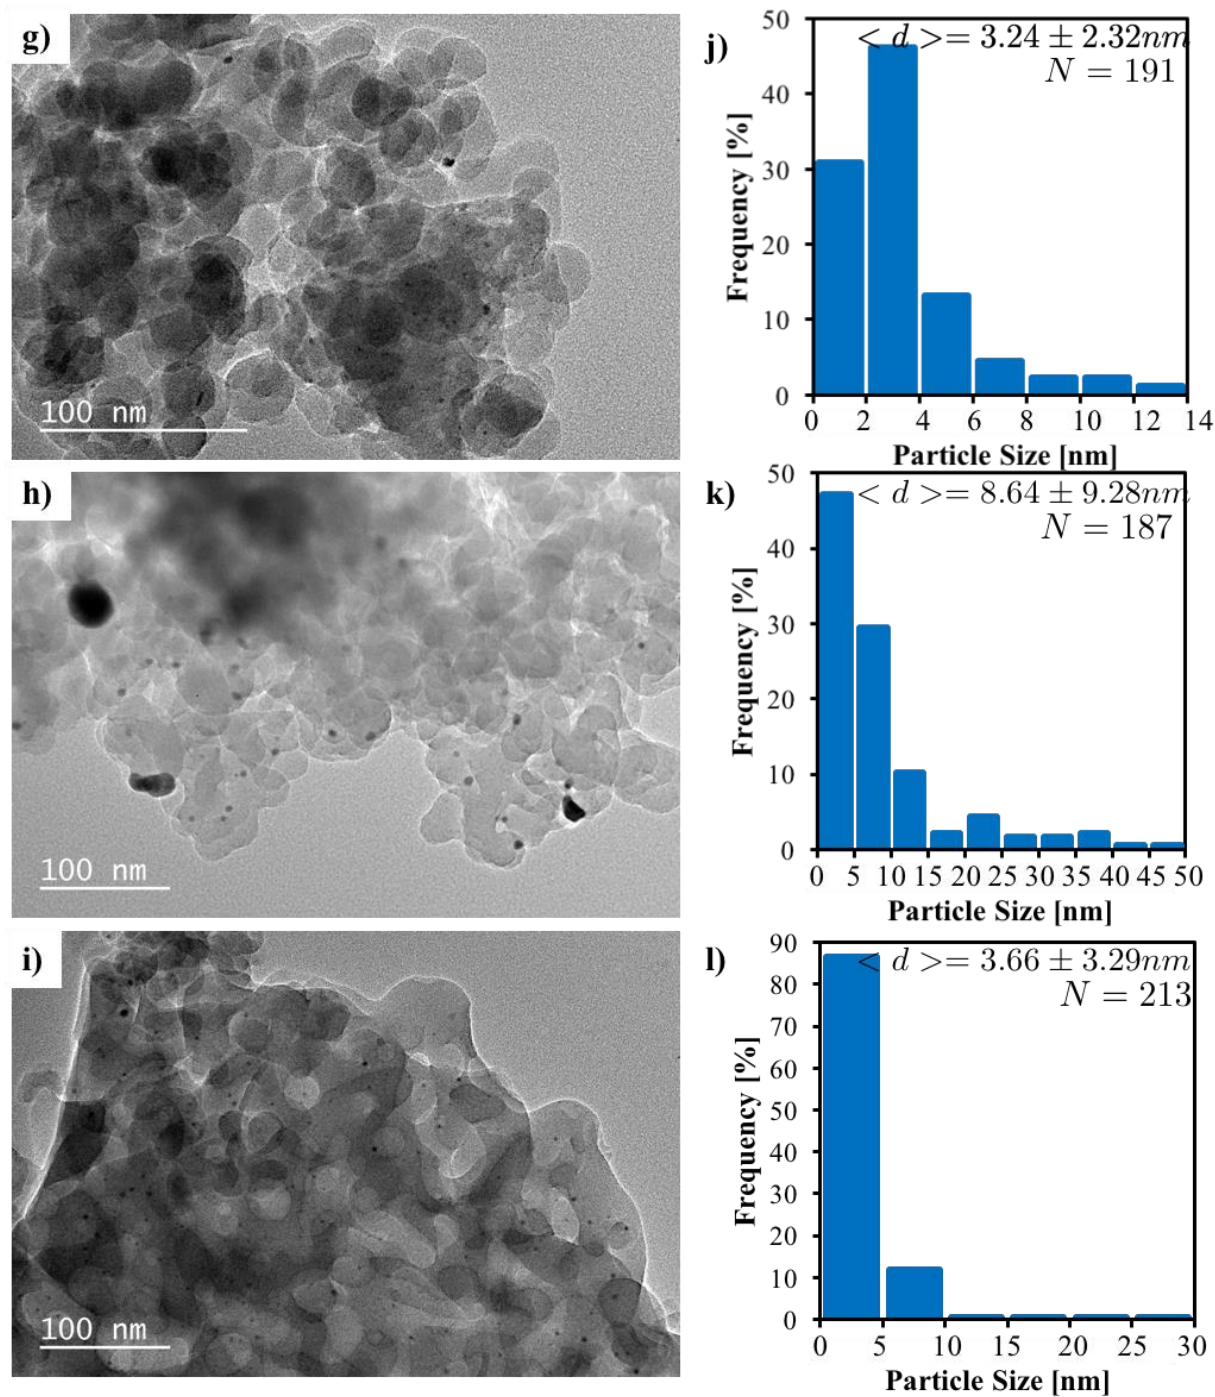 g)
100 nm
j)
< d >= 3.24 ± 2.32nm
N = 191
Frequency [%]
50
40
30
20
10
0
0 2 4 6 8 10 12 14
Particle Size [nm]
h)
100 nm
k)
< d >= 8.64 ± 9.28nm
N = 187
Frequency [%]
50
40
30
20
10
0
0 5 10 15 20 25 30 35 40 45 50
Particle Size [nm]
i)
100 nm
l)
< d >= 3.66 ± 3.29nm
N = 213
Frequency [%]
90
80
70
60
50
40
30
20
10
0
0 5 10 15 20 25 30
Particle Size [nm]